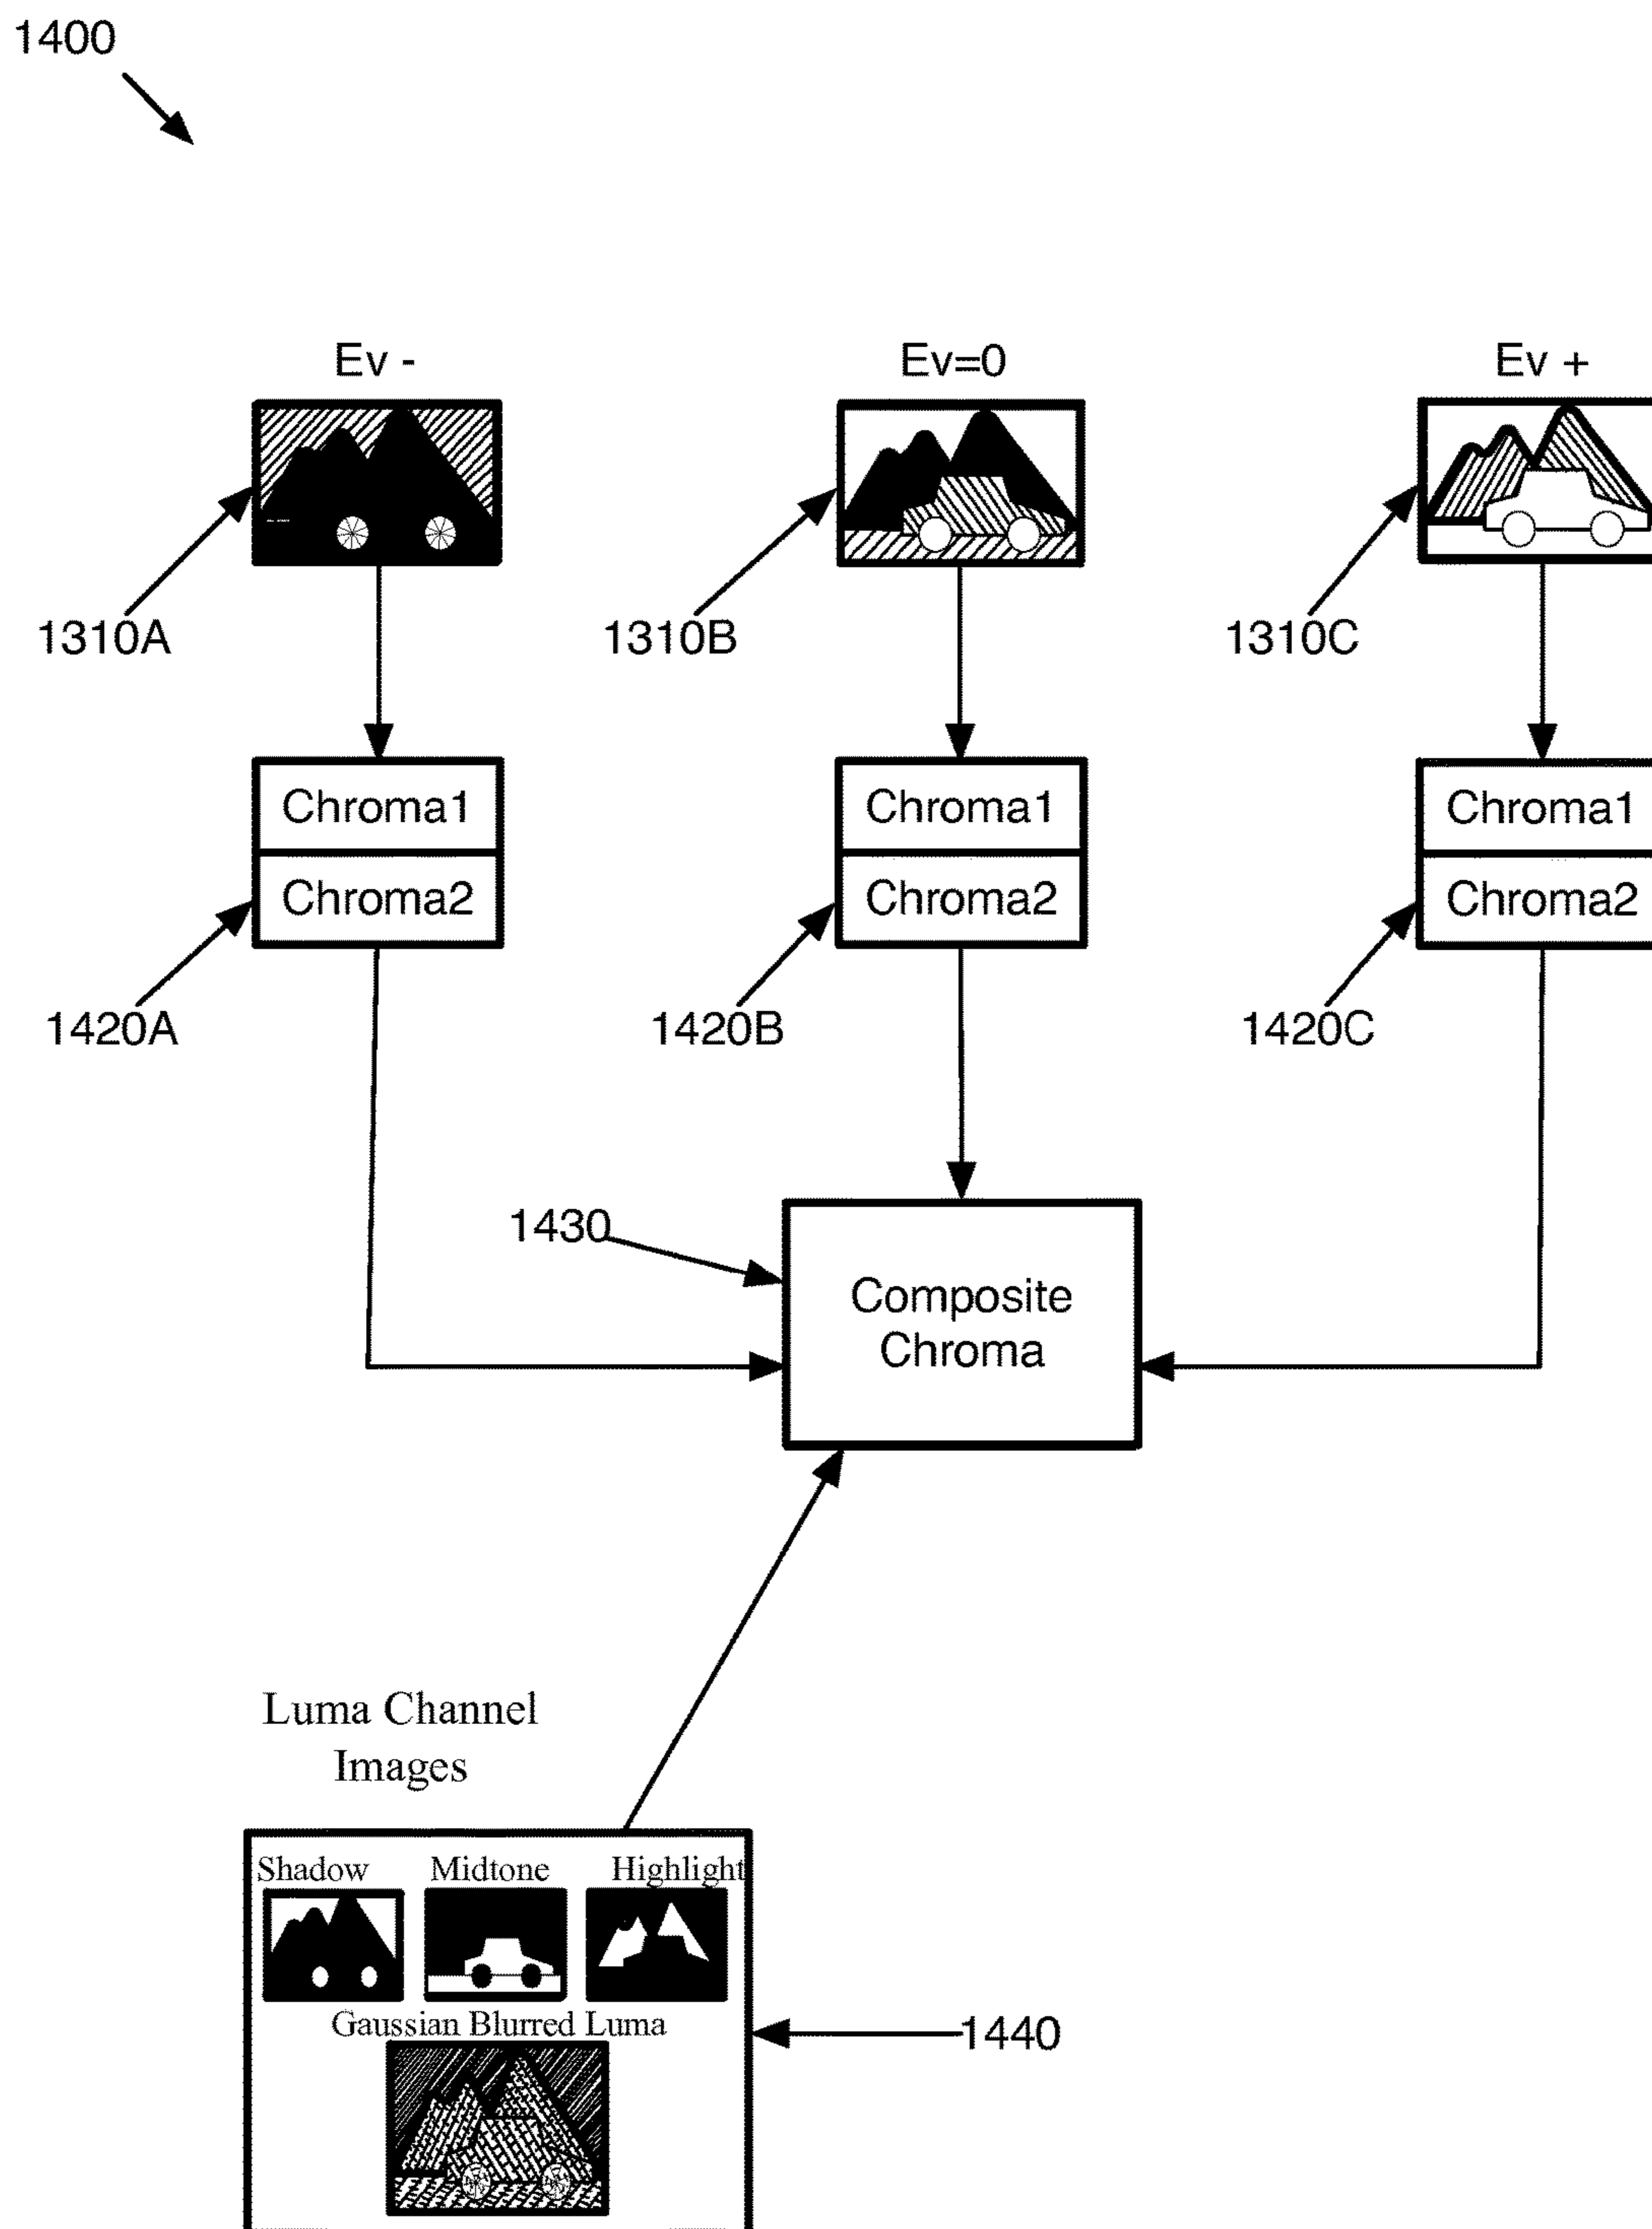 1400
Ev - Ev=0 Ev +
1310A 1310B 1310C
Chroma1 Chroma1 Chroma1
Chroma2 Chroma2 Chroma2
1420A 1420B 1420C
1430
Composite
Chroma
Luma Channel
Images
Shadow Midtone Highlight
Gaussian Blurred Luma
1440